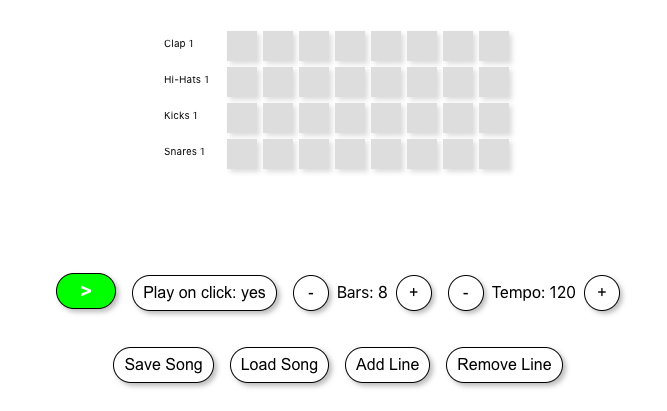 Clap 1
Hi-Hats 1
Kicks 1
Snares 1
> Play on click: yes - Bars: 8 + - Tempo: 120 +
Save Song Load Song Add Line Remove Line